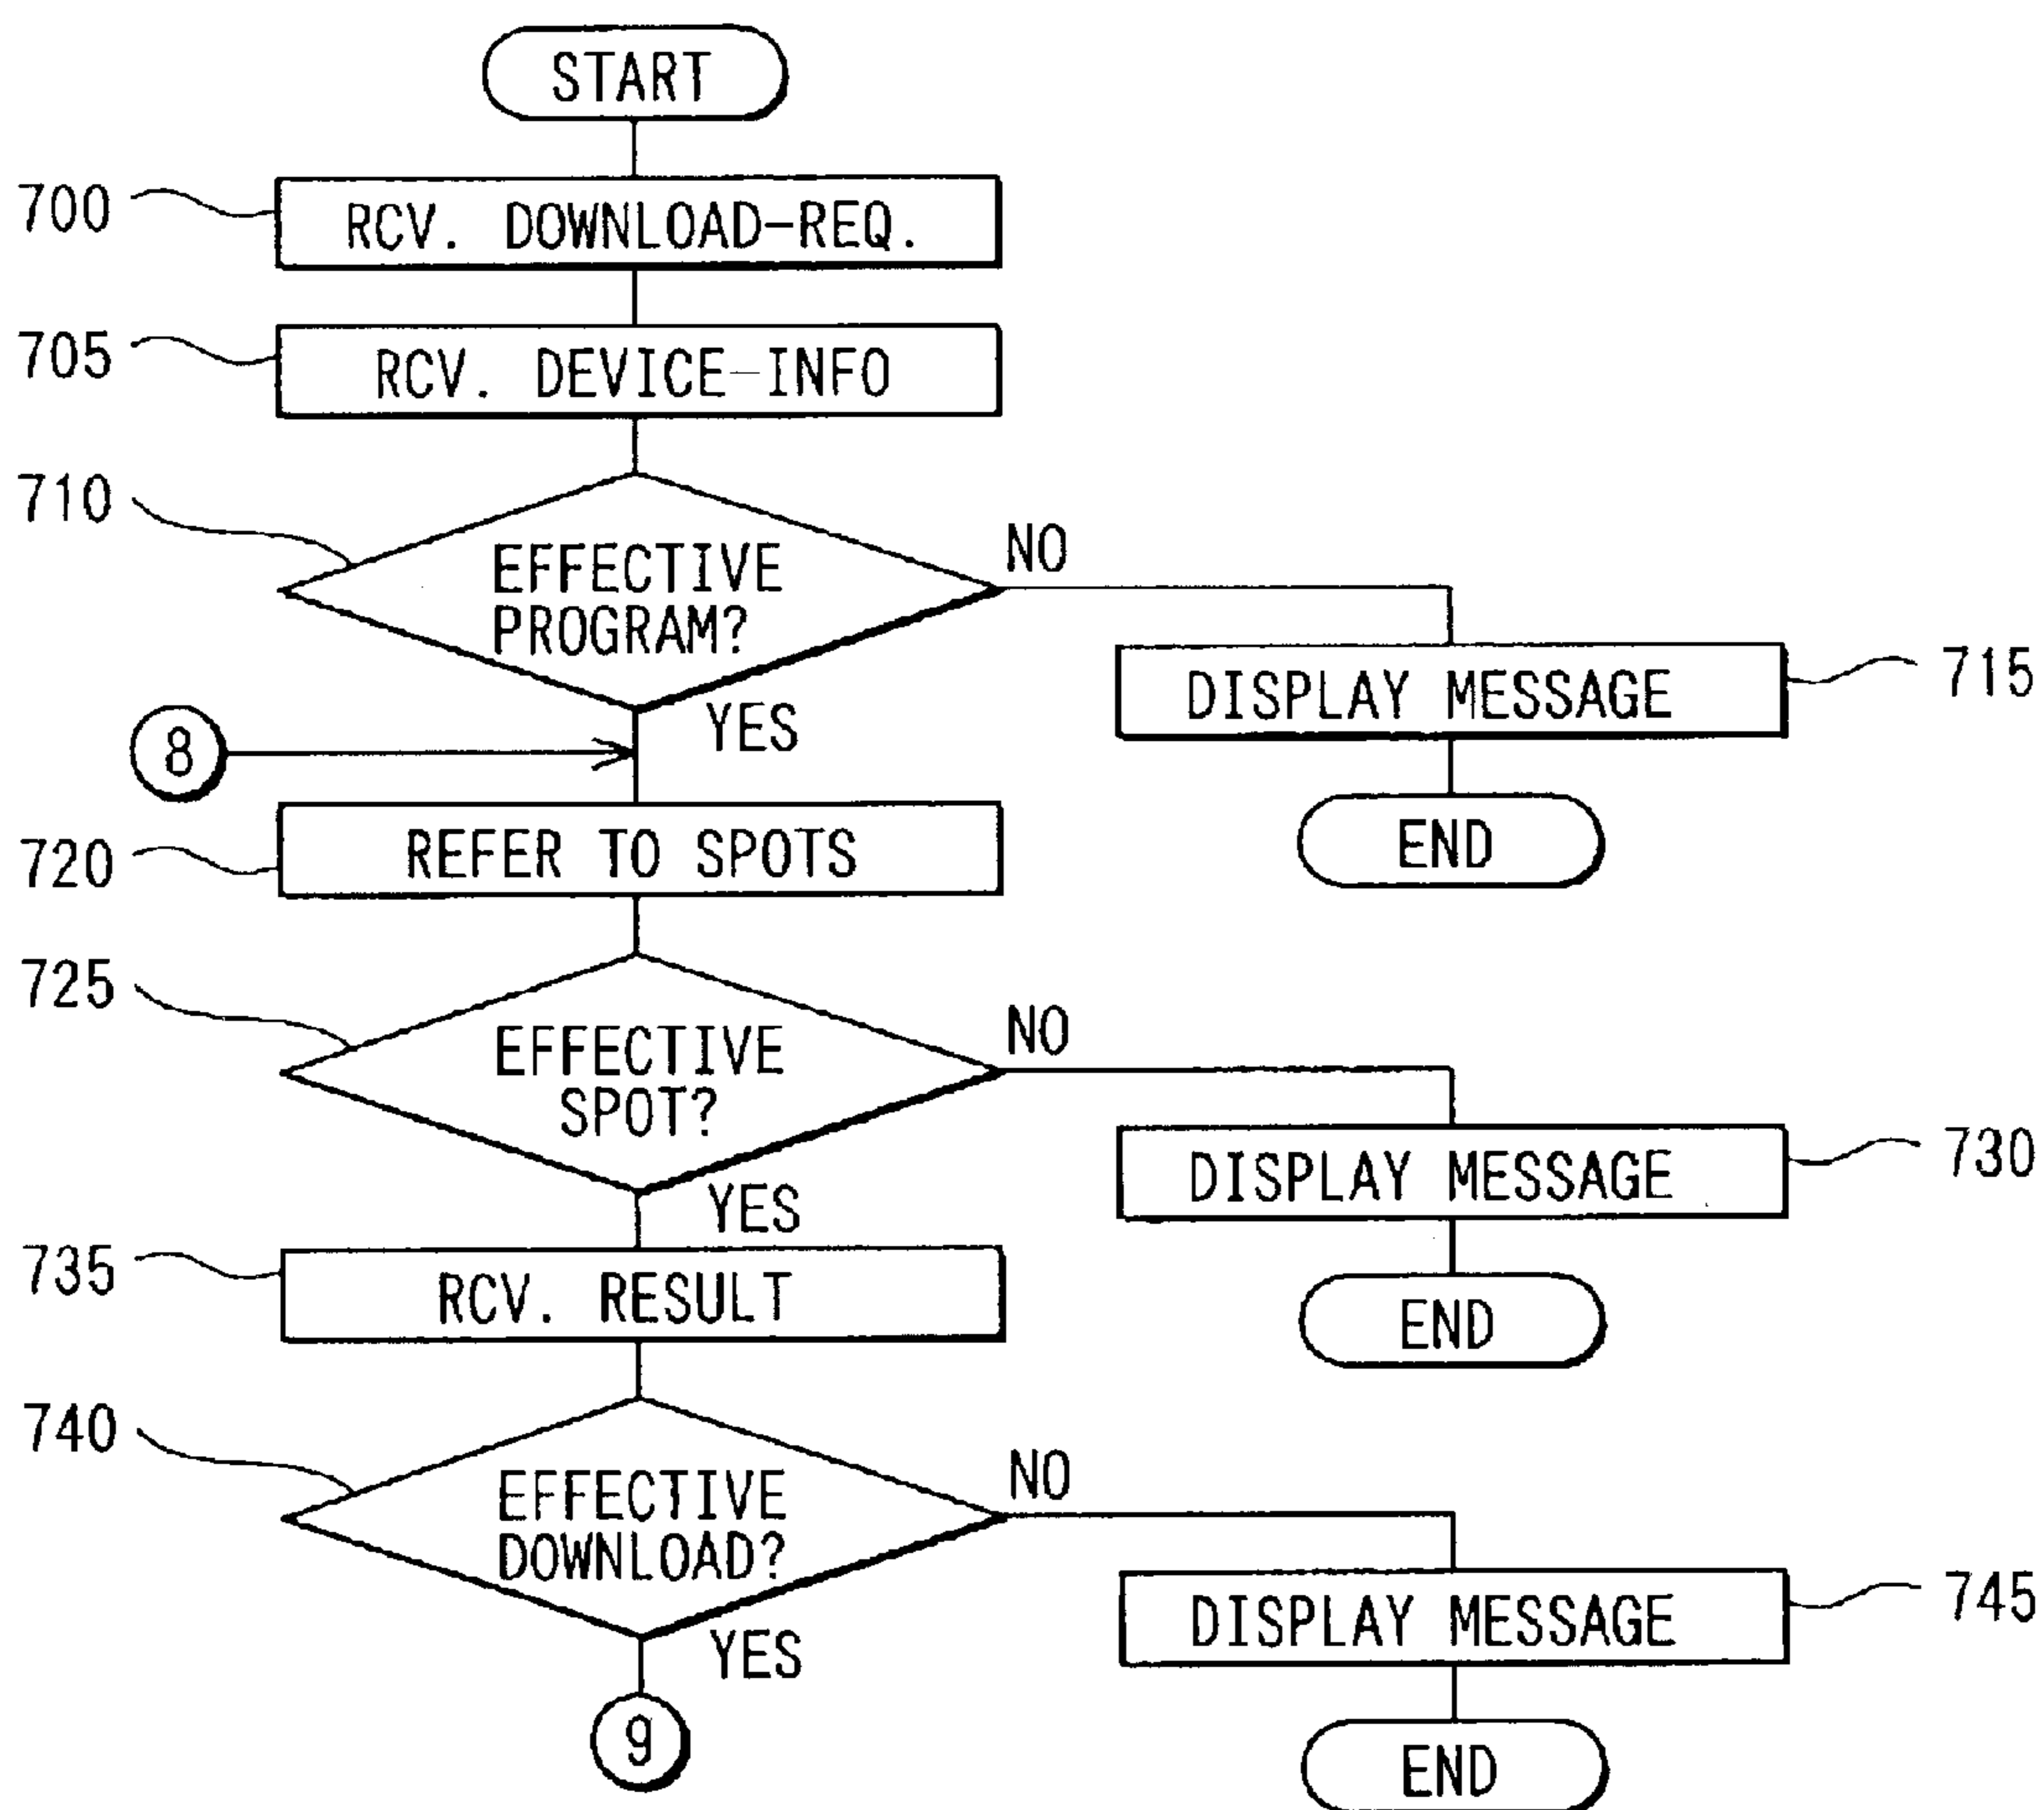 START
700
RCV. DOWNLOAD-REQ.
705
RCV. DEVICE-INFO
710
EFFECTIVE
PROGRAM?
NO
YES
715
DISPLAY MESSAGE
END
8
720
REFER TO SPOTS
725
EFFECTIVE
SPOT?
NO
YES
730
DISPLAY MESSAGE
END
735
RCV. RESULT
740
EFFECTIVE
DOWNLOAD?
NO
YES
745
DISPLAY MESSAGE
END
9